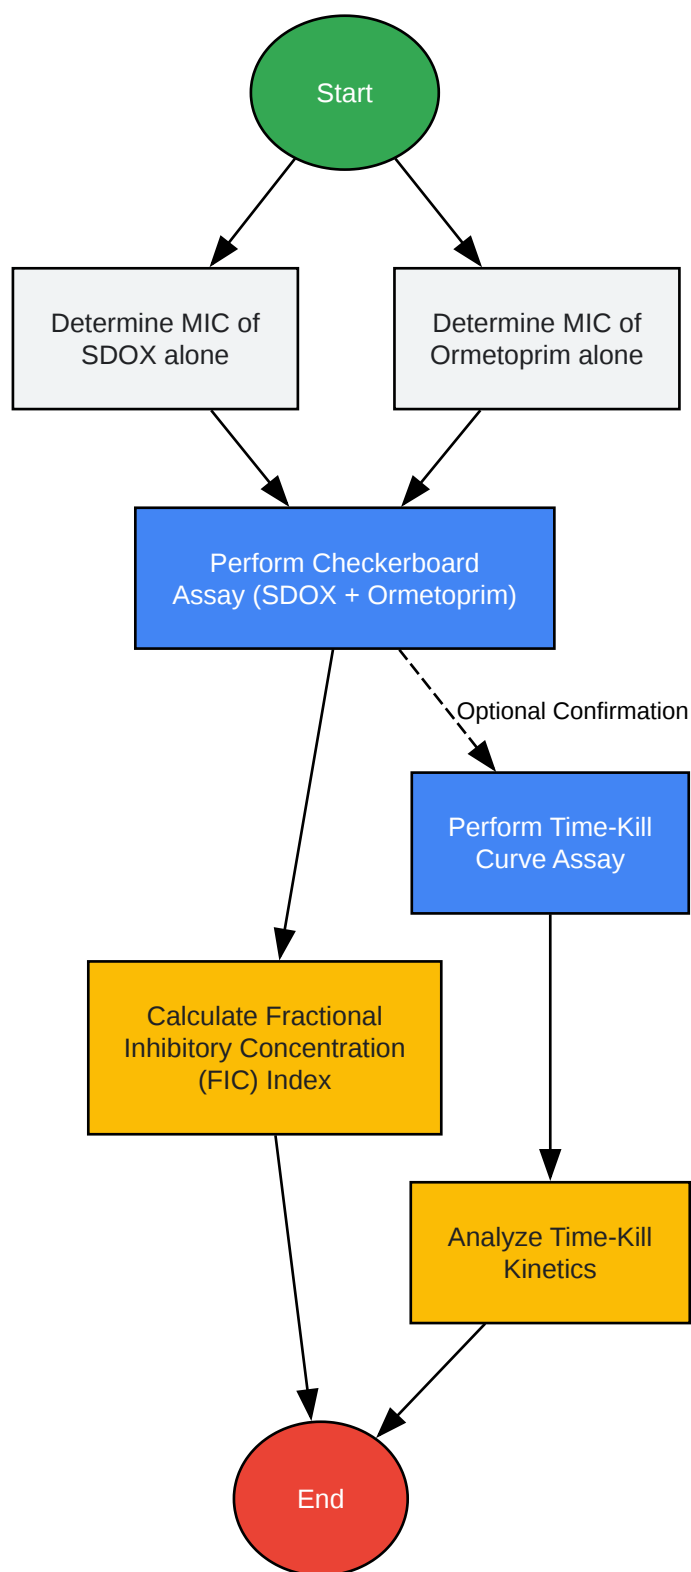 Start
Determine MIC of
SDOX alone
Determine MIC of
Ormetoprim alone
Perform Checkerboard
Assay (SDOX + Ormetoprim)
Optional Confirmation
Perform Time-Kill
Curve Assay
Calculate Fractional
Inhibitory Concentration
(FIC) Index
Analyze Time-Kill
Kinetics
End